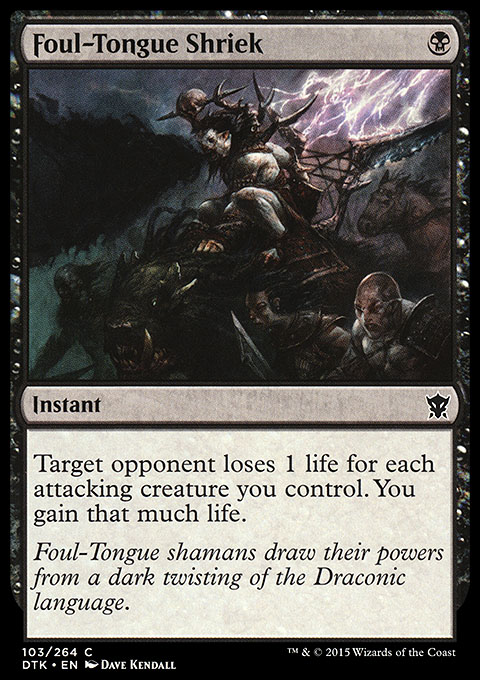 Foul-Tongue Shriek
Instant
Target opponent loses 1 life for each
attacking creature you control. You
gain that much life.
Foul-Tongue shamans draw their powers
from a dark twisting of the Draconic
language.
103/264 C
DTK • EN Dave Kendall
™ & © 2015 Wizards of the Coast